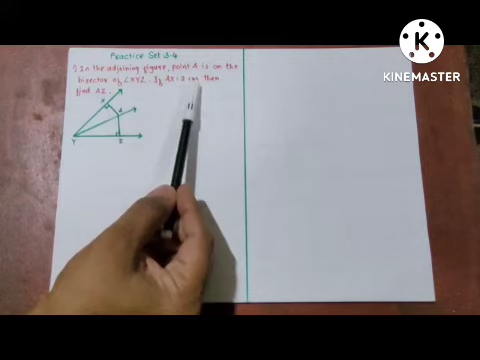 Practice Set 3.4
1) In the adjoining figure, point A is on the
bisector of ∠XYZ. If AX = 2 cm then
find AZ.
X
A
Y
Z
K
KINEMASTER